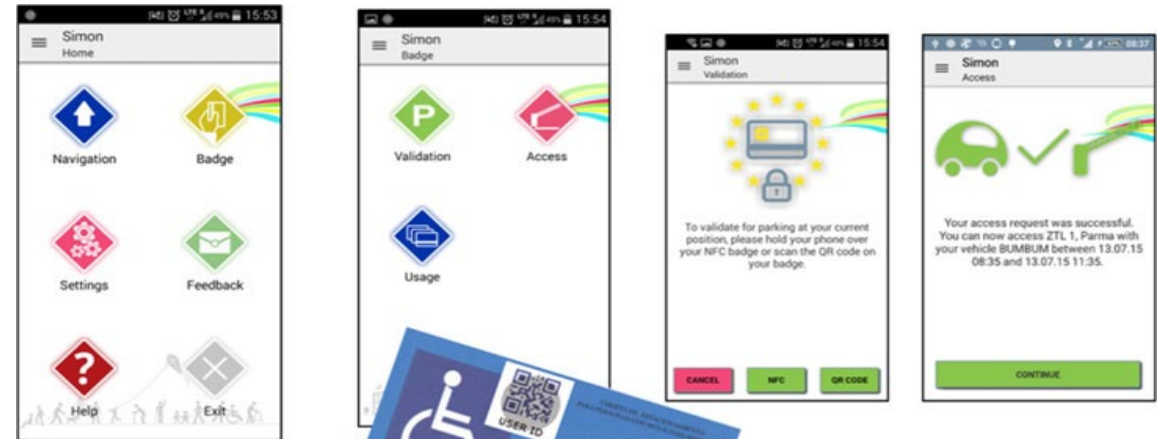 15:53
Simon
Home
Navigation
Badge
Settings
Feedback
Help
Exit
15:54
Simon
Badge
Validation
Access
Usage
USER ID
15:54
Simon
Validation
To validate for parking at your current
position, please hold your phone over
your NFC badge or scan the QR code on
your badge.
CANCEL
NFC
QR CODE
08:37
Simon
Access
Your access request was successful.
You can now access ZTL 1, Parma with
your vehicle BUMBUM between 13.07.15
08:35 and 13.07.15 11:35.
CONTINUE